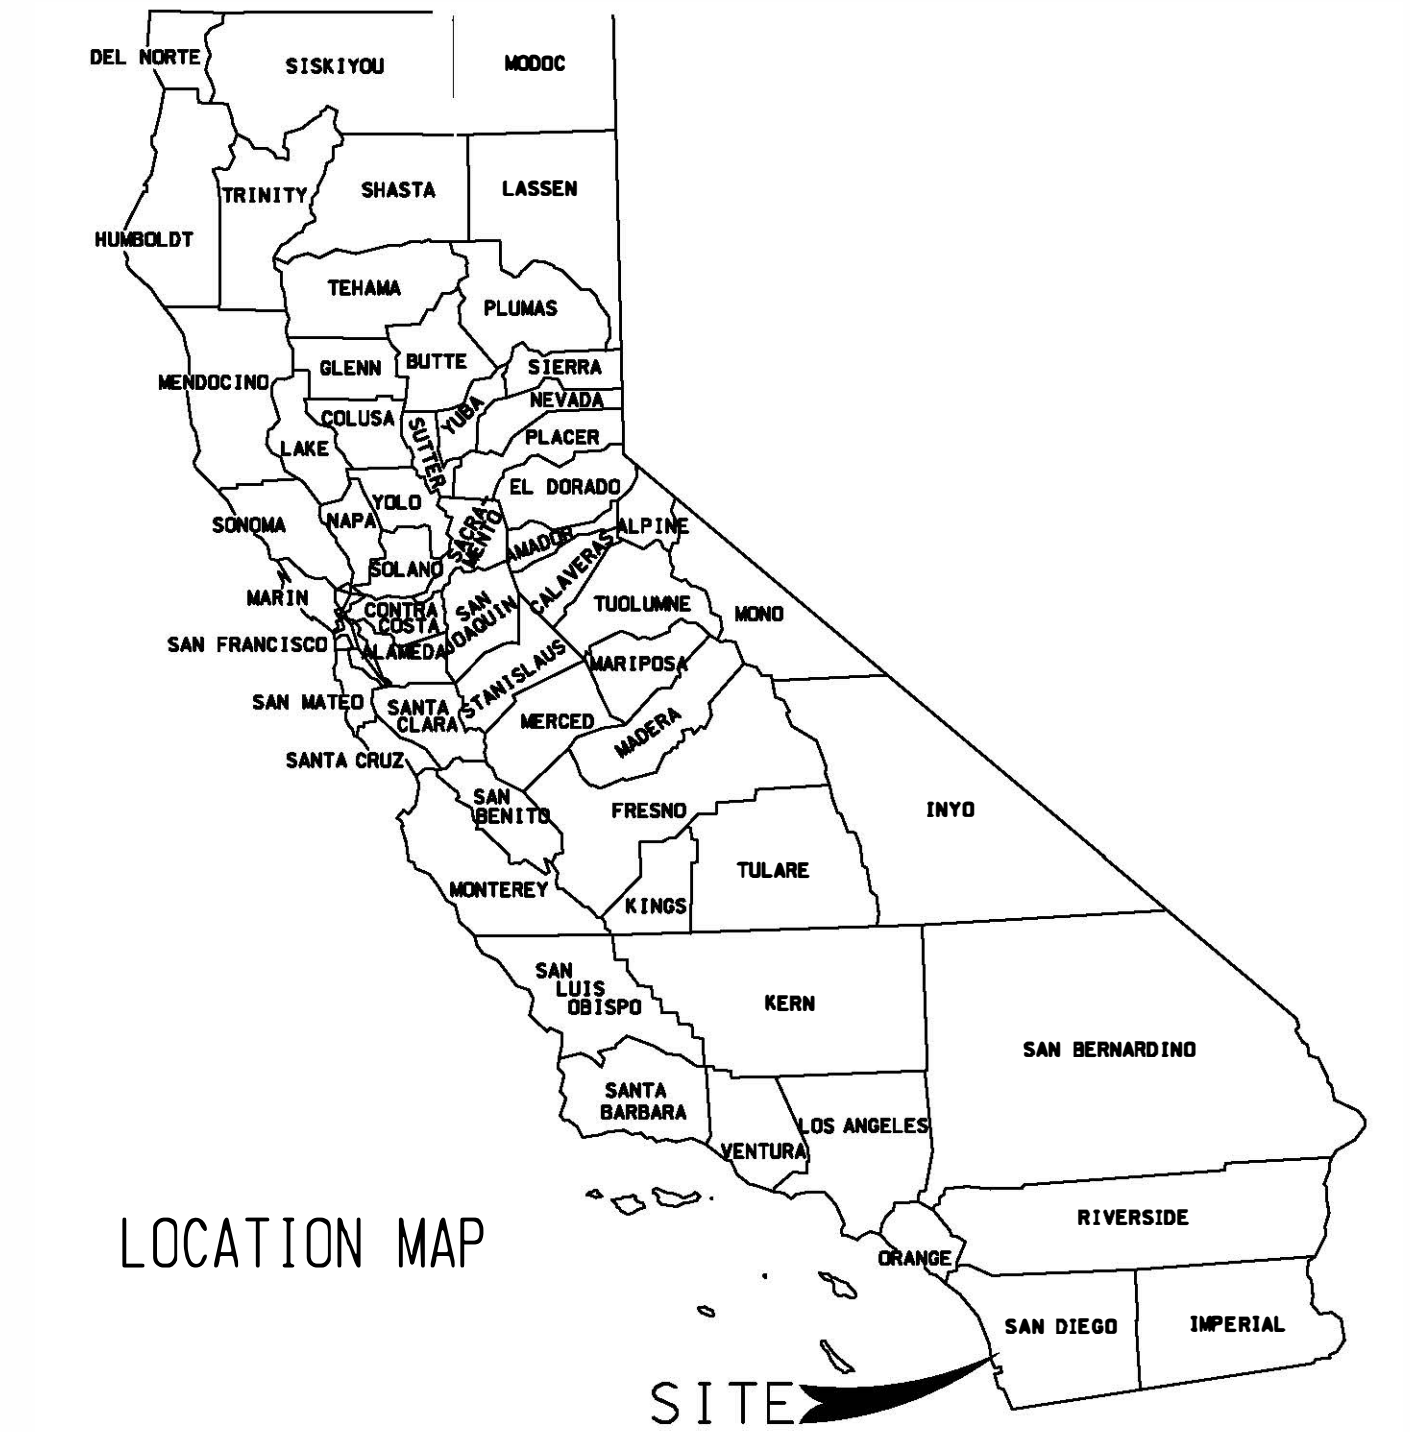 DEL NORTE
SISKIYOU
MODOC
TRINITY
SHASTA
LASSEN
HUMBOLDT
TEHAMA
PLUMAS
GLENN
BUTTE
SIERRA
MENDOCINO
NEVADA
YUBA
COLUSA
SUTTER
PLACER
LAKE
EL DORADO
YOLO
NAPA
SONOMA
SACRA-
MENTO
ALPINE
AMADOR
SOLANO
CALAVERAS
MARIN
CONTRA
COSTA
SAN
JOAQUIN
TUOLUMNE
MONO
SAN FRANCISCO
ALAMEDA
STANISLAUS
MARIPOSA
SAN MATEO
SANTA
CLARA
MERCED
MADERA
SANTA CRUZ
SAN
BENITO
FRESNO
INYO
TULARE
MONTEREY
KINGS
SAN
LUIS
OBISPO
KERN
SAN BERNARDINO
SANTA
BARBARA
LOS ANGELES
VENTURA
RIVERSIDE
LOCATION MAP
ORANGE
SAN DIEGO
IMPERIAL
SITE